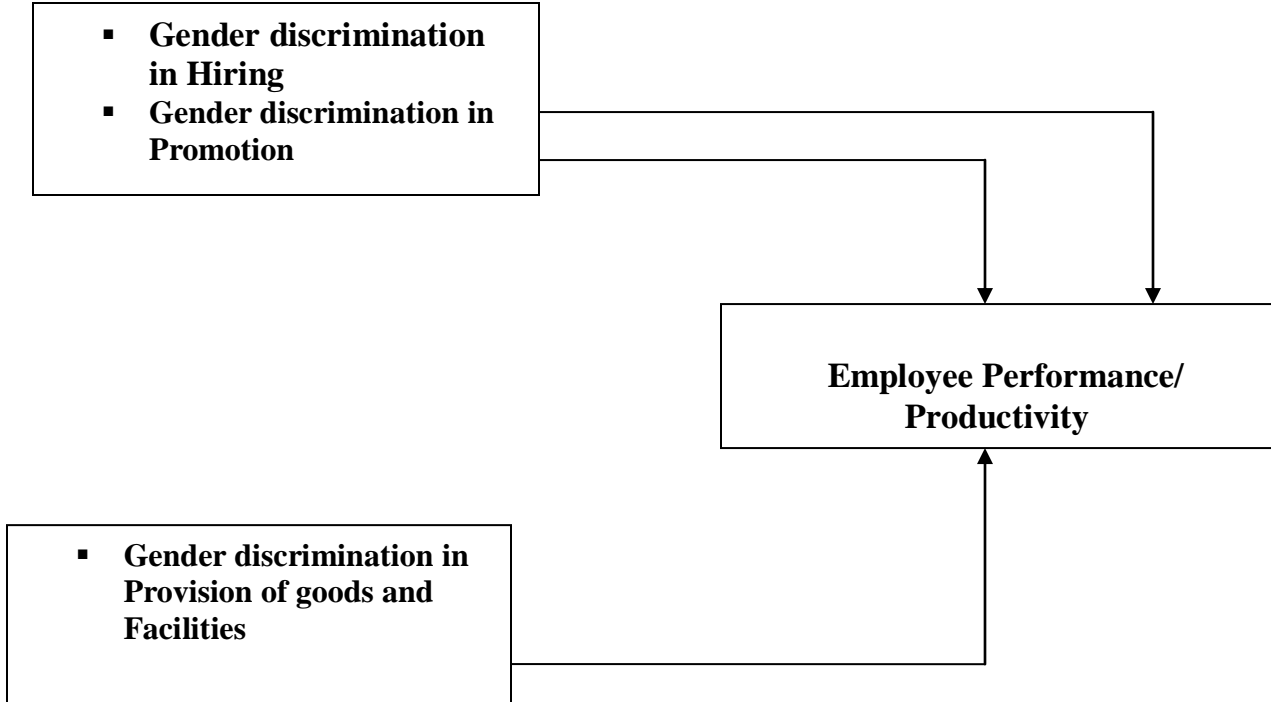 ▪ Gender discrimination
in Hiring
▪ Gender discrimination in
Promotion
Employee Performance/
Productivity
▪ Gender discrimination in
Provision of goods and
Facilities